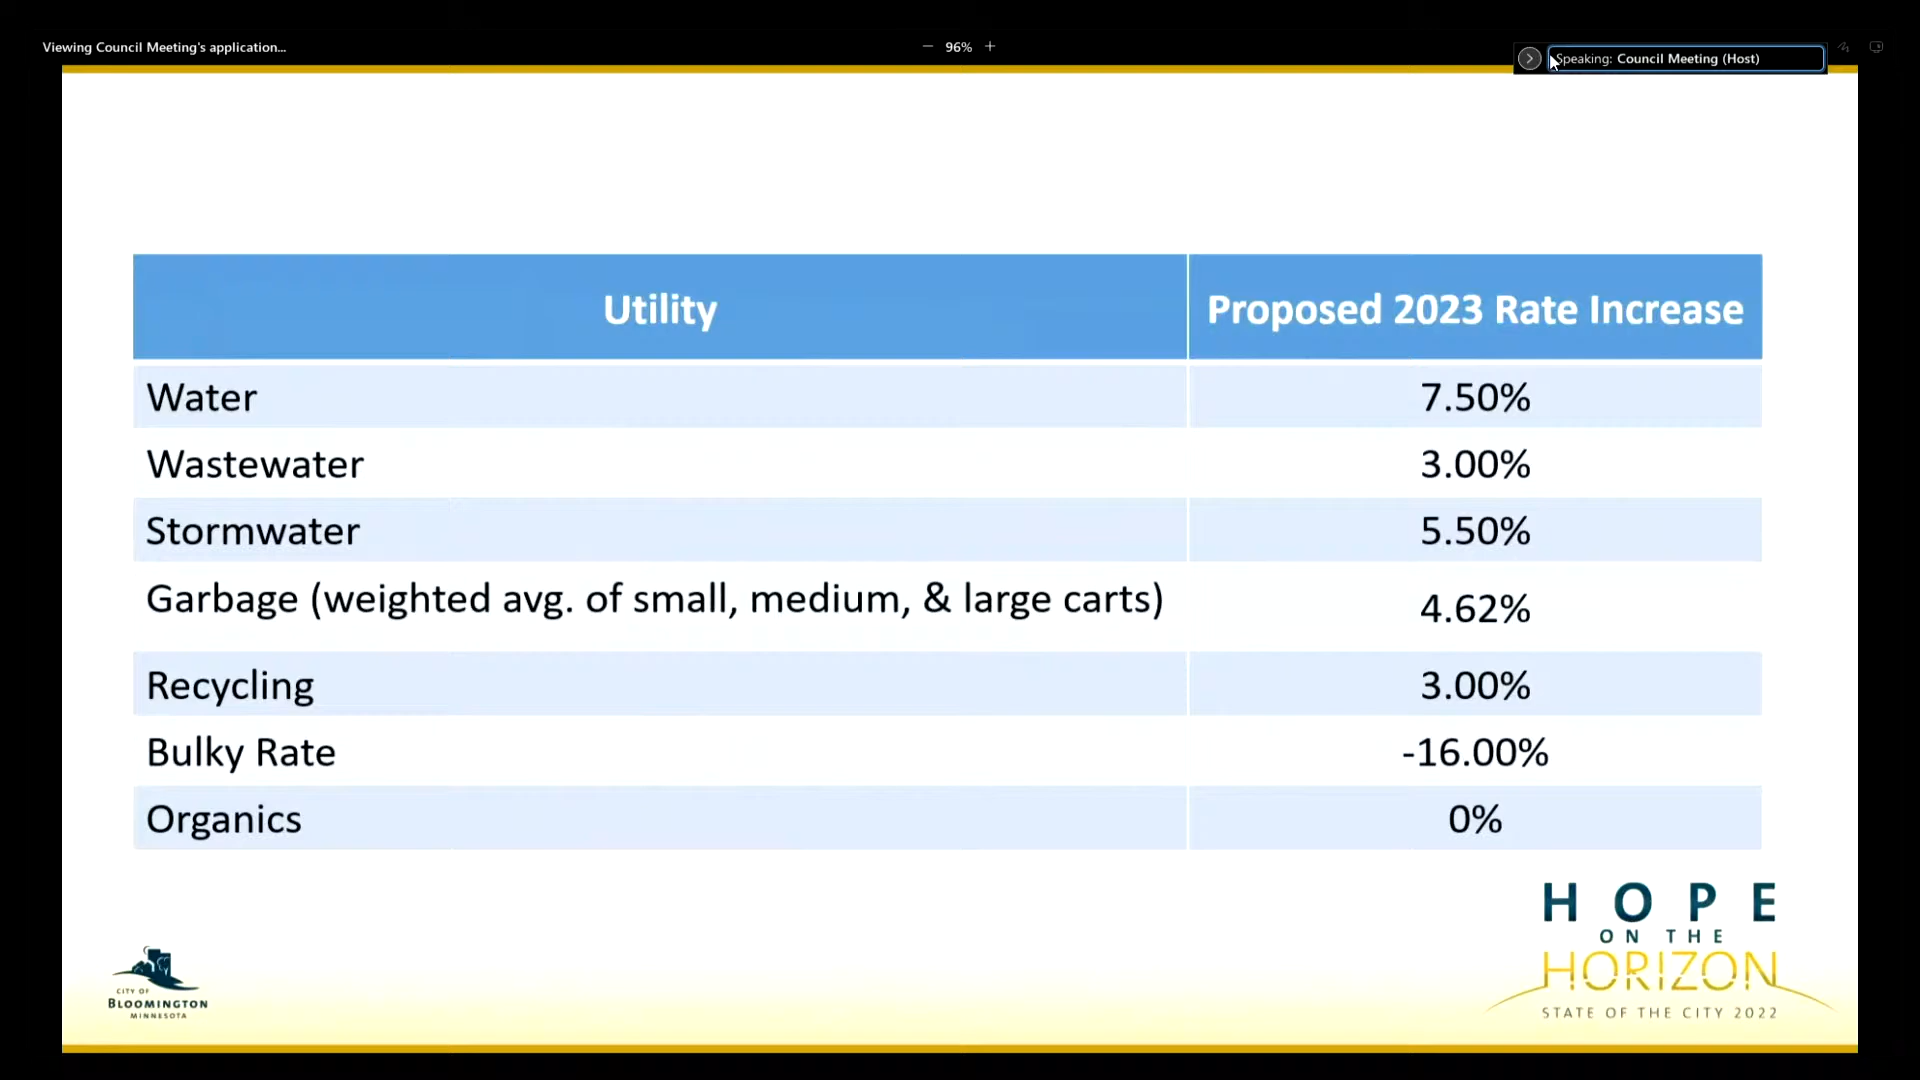 Viewing Council Meeting's application...
— 96% +
Speaking: Council Meeting (Host)
Utility Proposed 2023 Rate Increase
Water 7.50%
Wastewater 3.00%
Stormwater 5.50%
Garbage (weighted avg. of small, medium, & large carts) 4.62%
Recycling 3.00%
Bulky Rate -16.00%
Organics 0%
HOPE
ON THE
HORIZON
STATE OF THE CITY 2022
CITY OF
BLOOMINGTON
MINNESOTA